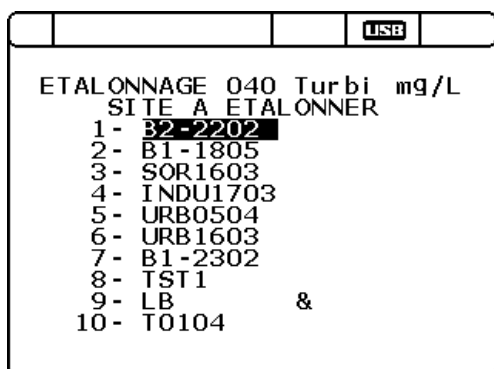 USB
ETALONNAGE 040 Turbi mg/L
SITE A ETALONNER
1- B2-2202
2- B1-1805
3- SOR1603
4- INDU1703
5- URB0504
6- URB1603
7- B1-2302
8- TST1
9- LB &
10- T0104